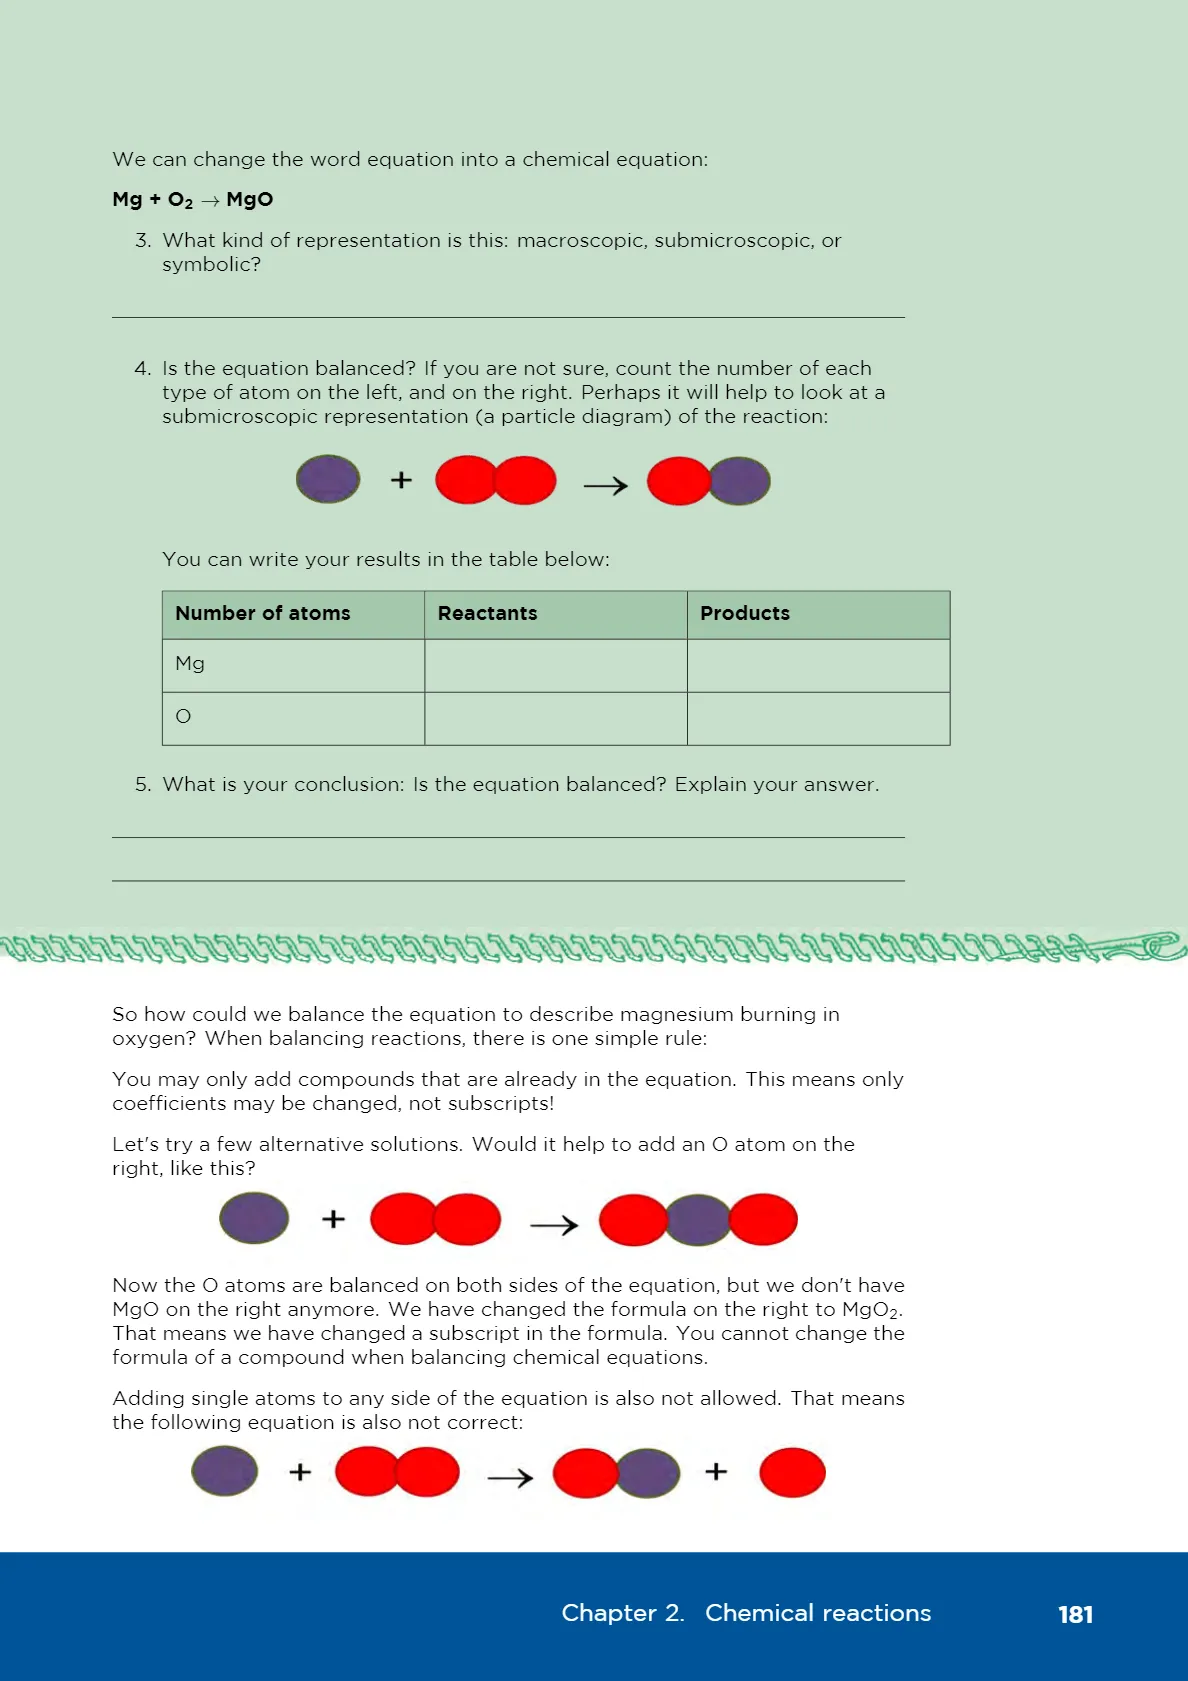 We can change the word equation into a chemical equation:
Mg + O₂ → MgO
3. What kind of representation is this: macroscopic, submicroscopic, or
symbolic?
4. Is the equation balanced? If you are not sure, count the number of each
type of atom on the left, and on the right. Perhaps it will help to look at a
submicroscopic representation (a particle diagram) of the reaction:
+ →
You can write your results in the table below:
Number of atoms Reactants Products
Mg
O
5. What is your conclusion: Is the equation balanced? Explain your answer.
So how could we balance the equation to describe magnesium burning in
oxygen? When balancing reactions, there is one simple rule:
You may only add compounds that are already in the equation. This means only
coefficients may be changed, not subscripts!
Let's try a few alternative solutions. Would it help to add an O atom on the
right, like this?
+ →
Now the O atoms are balanced on both sides of the equation, but we don't have
MgO on the right anymore. We have changed the formula on the right to MgO₂.
That means we have changed a subscript in the formula. You cannot change the
formula of a compound when balancing chemical equations.
Adding single atoms to any side of the equation is also not allowed. That means
the following equation is also not correct:
+ → +
Chapter 2. Chemical reactions 181